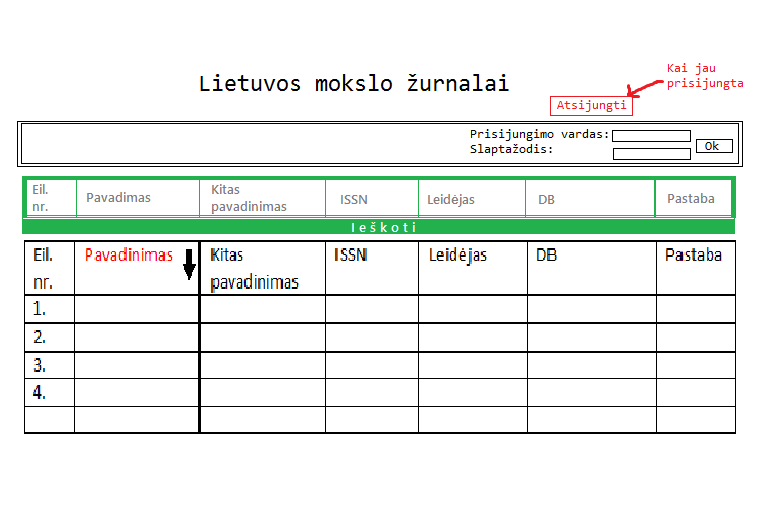 Kai jau
prisijungta
Lietuvos mokslo žurnalai
Atsijungti
Prisijungimo vardas:
Slaptažodis:
Ok
Eil.
nr.
Pavadimas
Kitas
pavadinimas
ISSN
Leidėjas
DB
Pastaba
Ieškoti
Eil.
nr.
Pavadinimas
Kitas
pavadinimas
ISSN
Leidėjas
DB
Pastaba
1.
2.
3.
4.